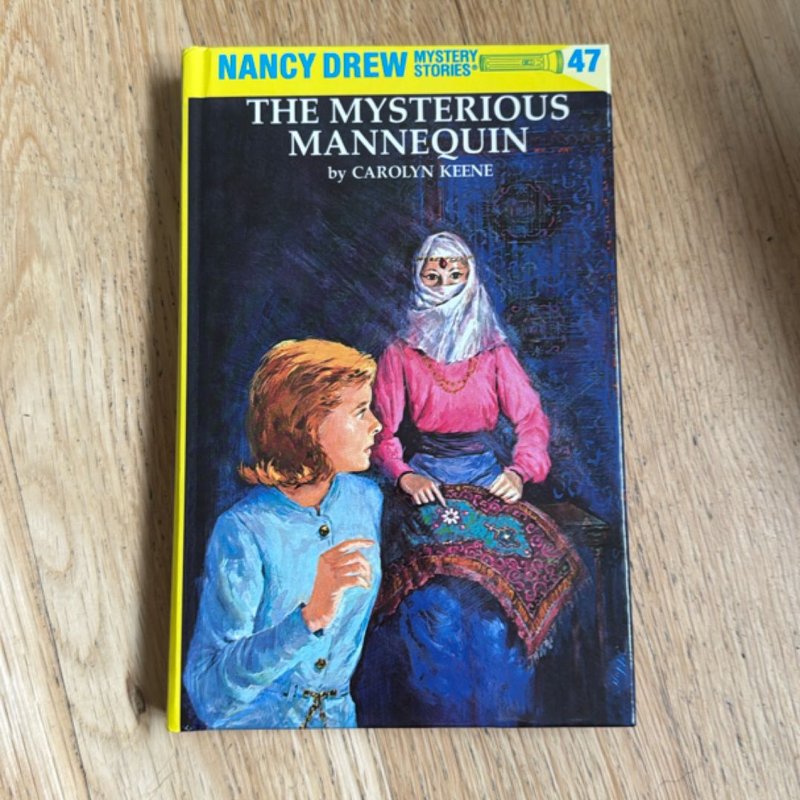 NANCY DREW MYSTERY STORIES® 47
THE MYSTERIOUS
MANNEQUIN
by CAROLYN KEENE